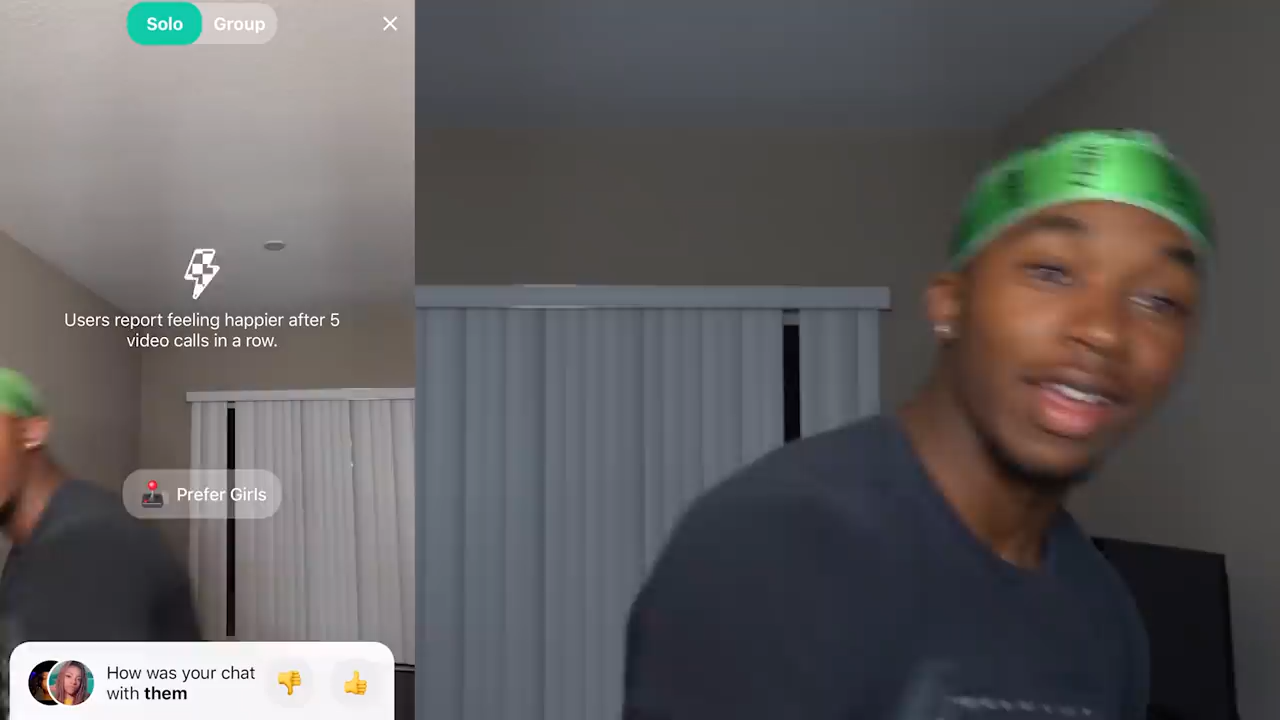 Solo Group
Users report feeling happier after 5
video calls in a row.
Prefer Girls
How was your chat
with them